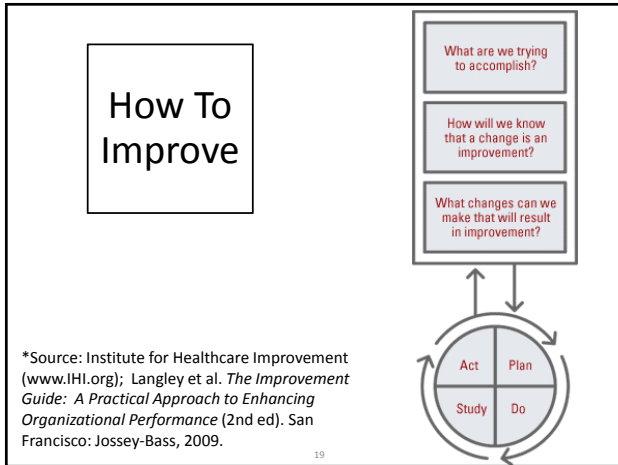 How To
Improve
What are we trying
to accomplish?
How will we know
that a change is an
improvement?
What changes can we
make that will result
in improvement?
Act
Plan
Study
Do
*Source: Institute for Healthcare Improvement
(www.IHI.org);  Langley et al. The Improvement
Guide:  A Practical Approach to Enhancing
Organizational Performance (2nd ed). San
Francisco: Jossey-Bass, 2009.
19